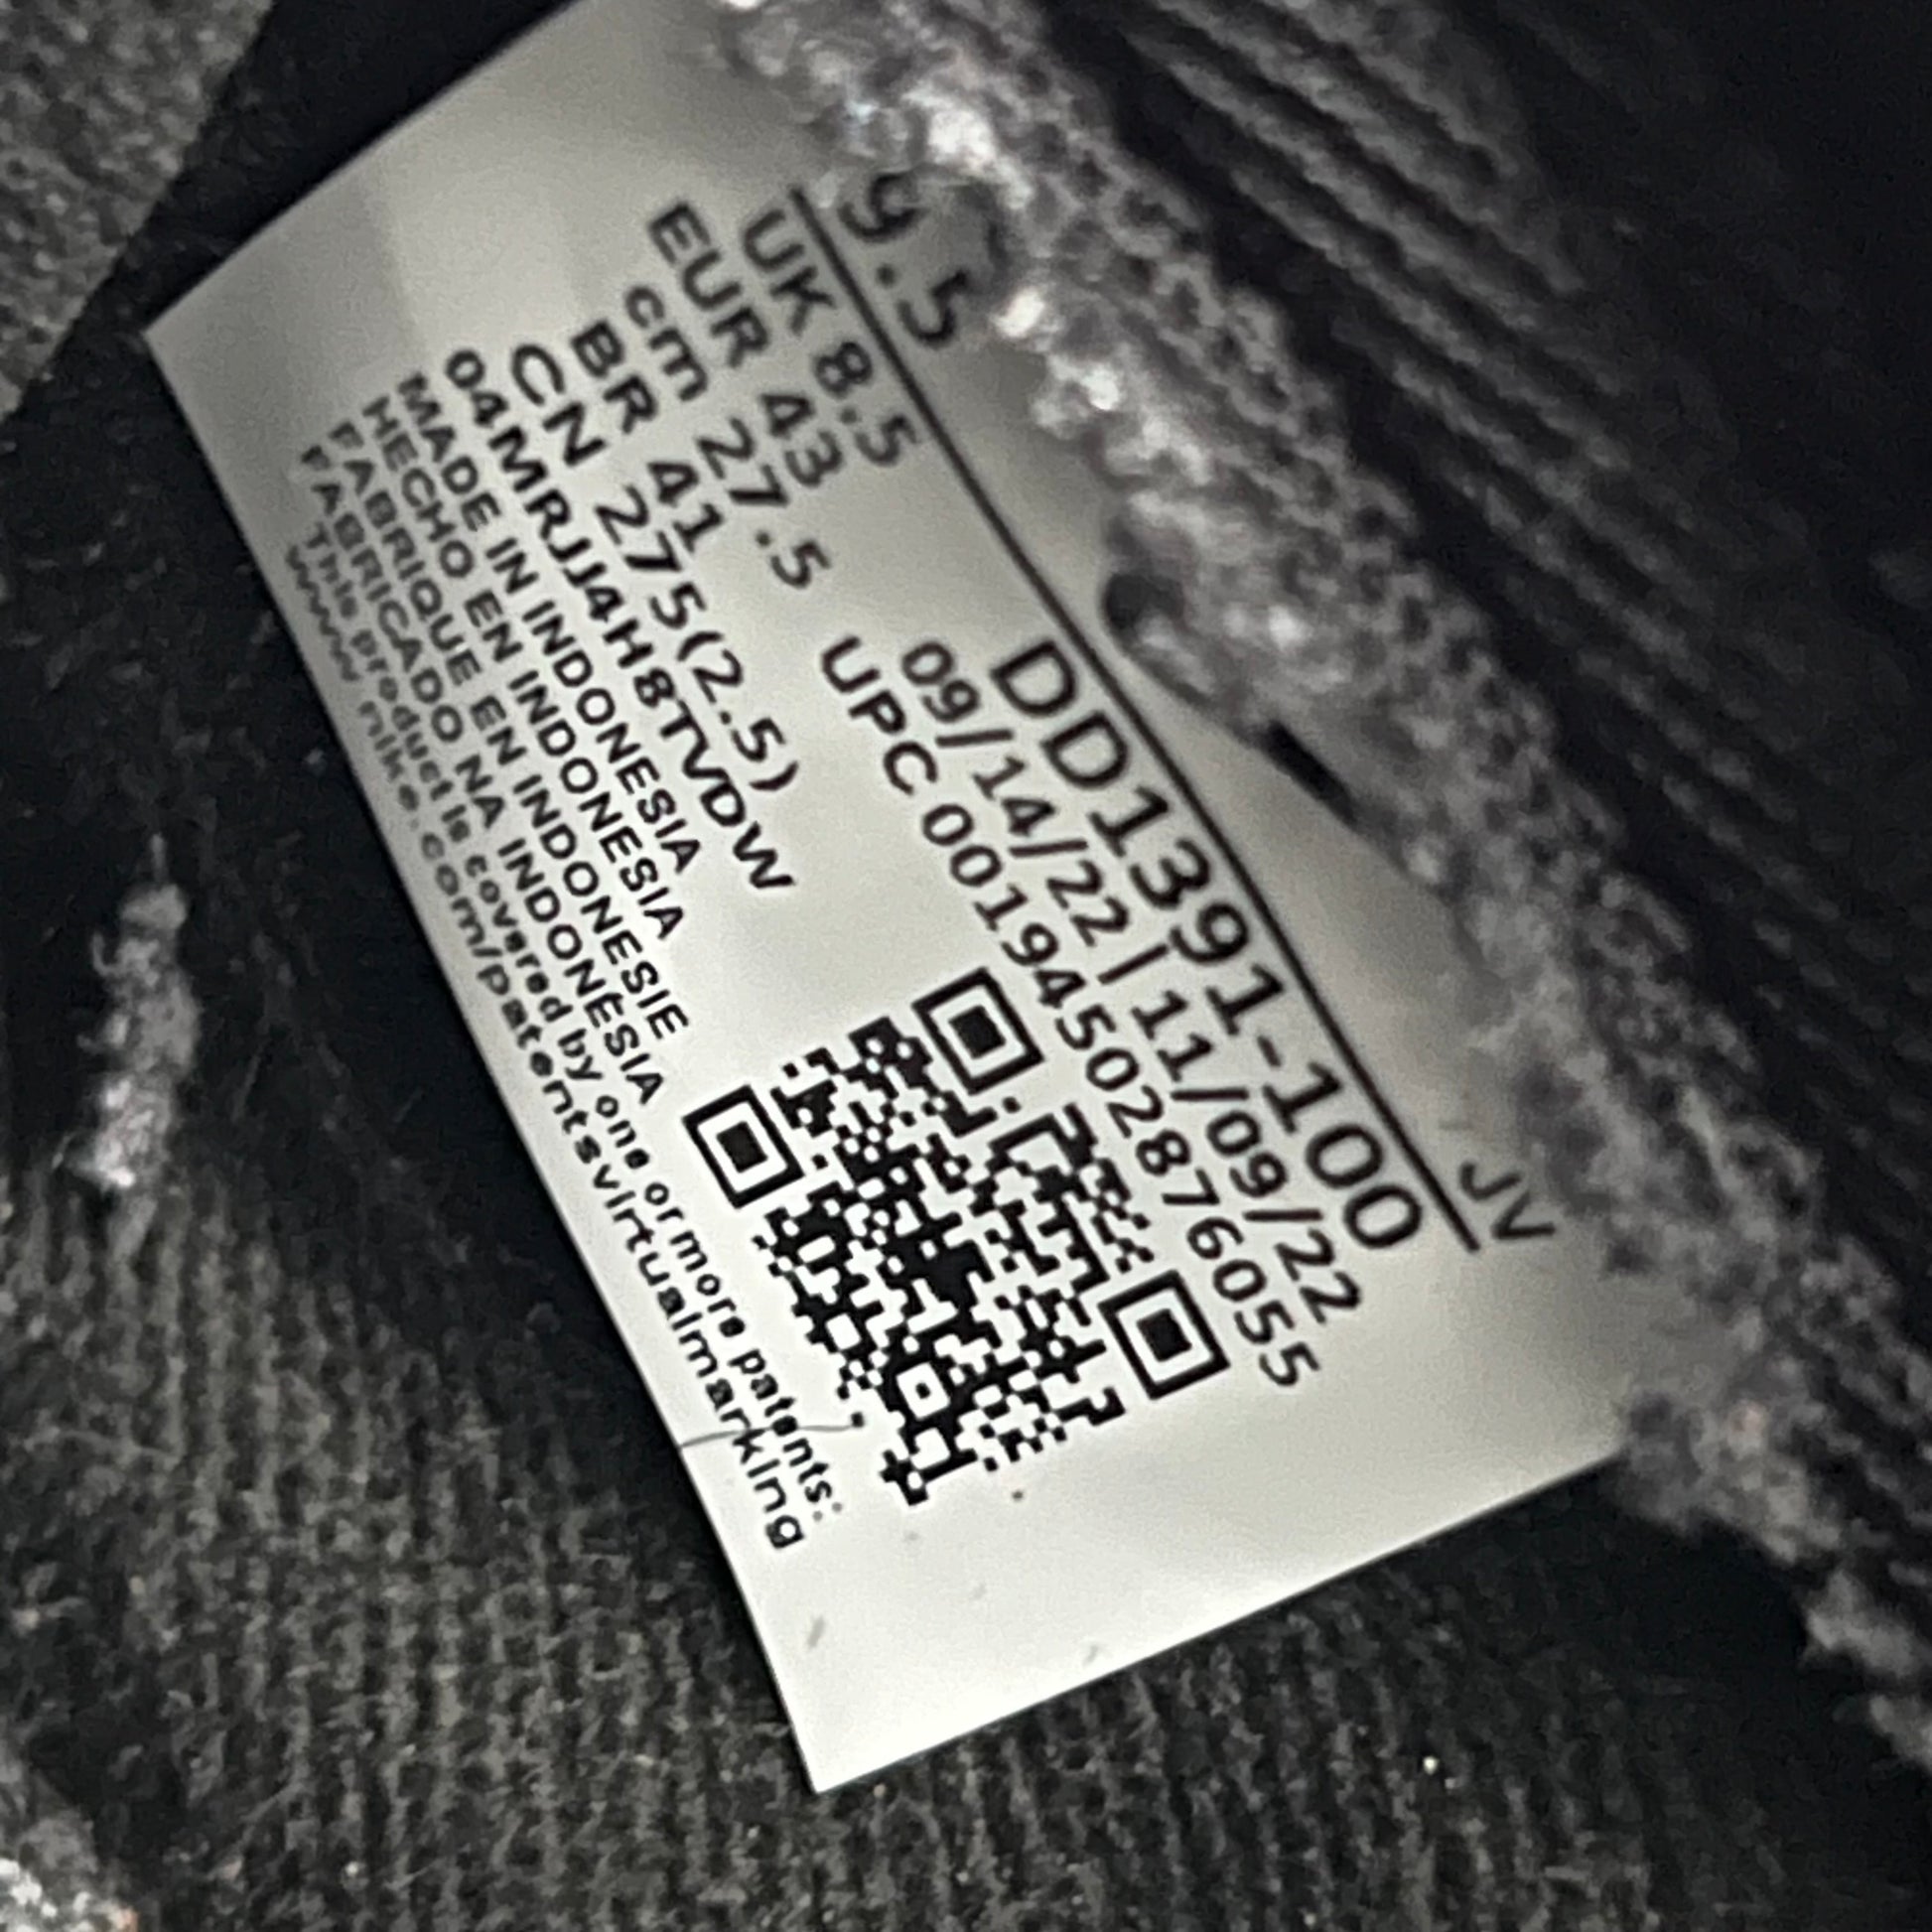 9.5
JV
UK 8.5
EUR 43
cm 27.5
BR 41
CN 275(2.5)
DD1391-100
09/14/22 | 11/09/22
UPC 00194502876055
04MRJJ4H8TVDW
MADE IN INDONESIA
HECHO EN INDONESIA
FABRIQUE EN INDONESIE
FABRICADO NA INDONÉSIA
This product is covered by one or more patents:
www.nike.com/patentsvirtualmarking